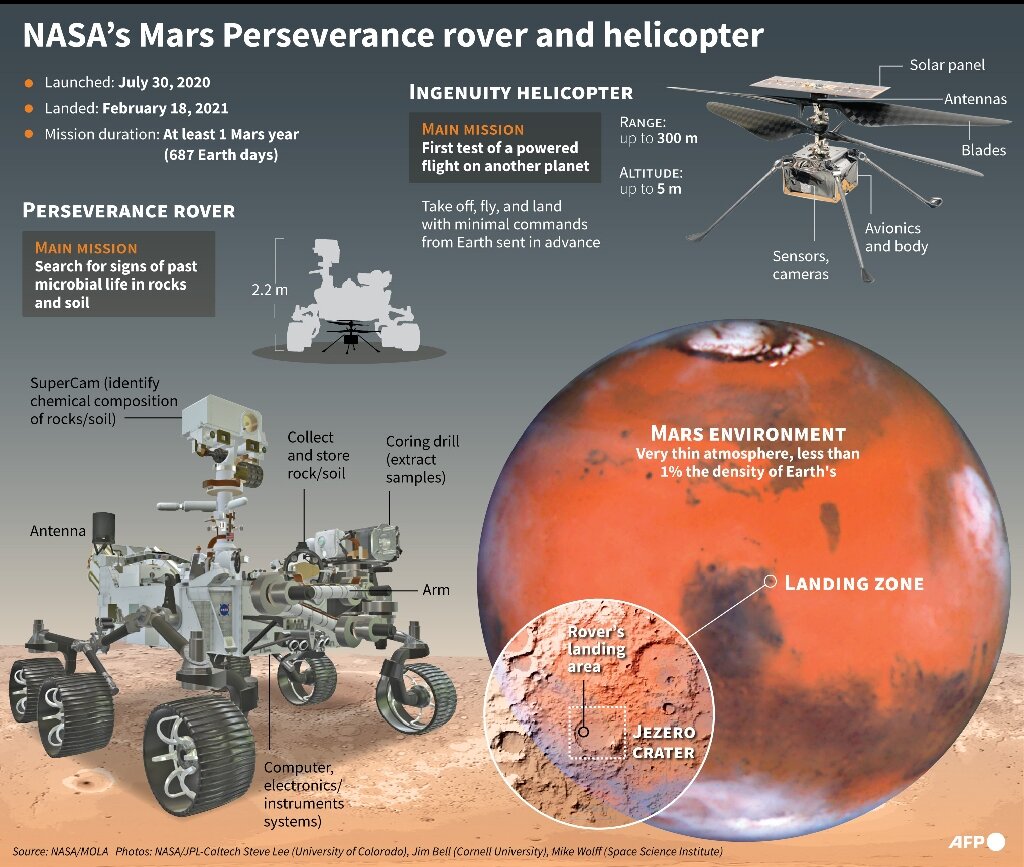 NASA's Mars Perseverance rover and helicopter
Launched: July 30, 2020
Landed: February 18, 2021
Mission duration: At least 1 Mars year
(687 Earth days)
PERSEVERANCE ROVER
MAIN MISSION
Search for signs of past
microbial life in rocks
and soil
2.2 m
INGENUITY HELICOPTER
MAIN MISSION
First test of a powered
flight on another planet
Take off, fly, and land
with minimal commands
from Earth sent in advance
RANGE:
up to 300 m
ALTITUDE:
up to 5 m
Solar panel
Antennas
Blades
Avionics
and body
Sensors,
cameras
SuperCam (identify
chemical composition
of rocks/soil)
Collect
and store
rock/soil
Coring drill
(extract
samples)
Antenna
Arm
Computer,
electronics/
instruments
systems)
MARS ENVIRONMENT
Very thin atmosphere, less than
1% the density of Earth's
LANDING ZONE
Rover's
landing
area
JEZERO
CRATER
Source: NASA/MOLA Photos: NASA/JPL-Caltech Steve Lee (University of Colorado), Jim Bell (Cornell University), Mike Wolff (Space Science Institute)
AFP